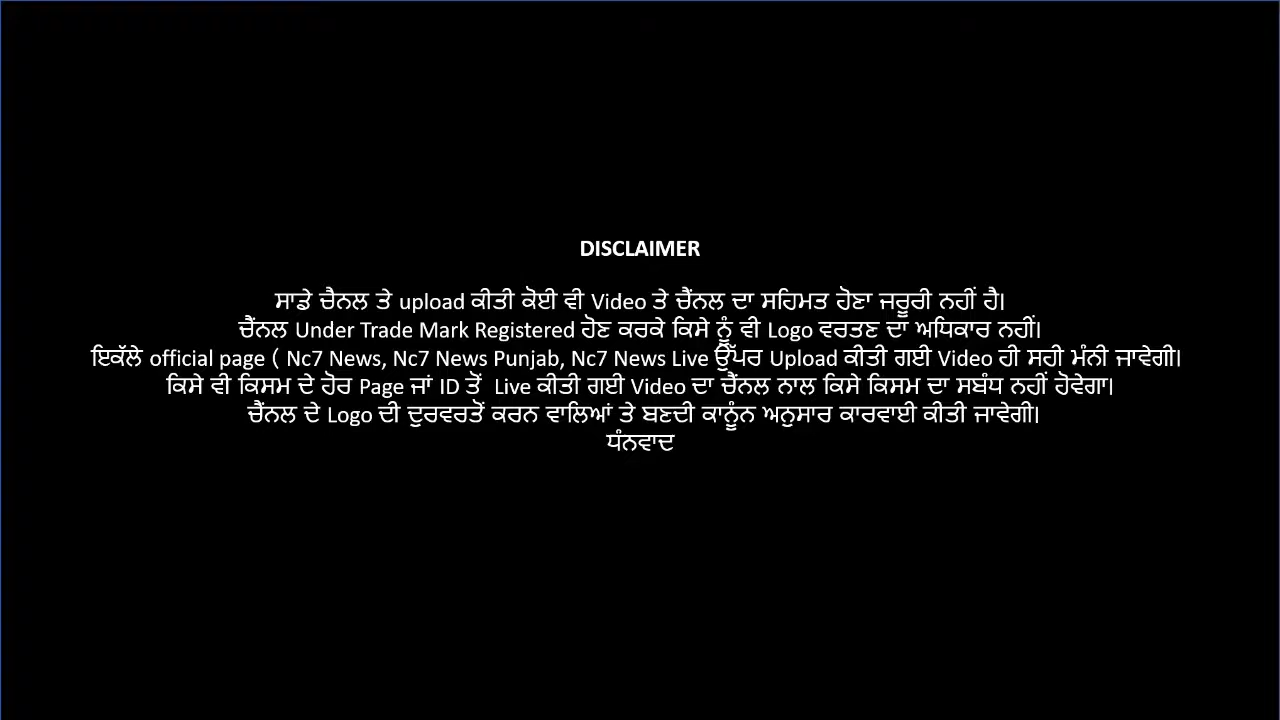 DISCLAIMER
ਸਾਡੇ ਚੈਨਲ ਤੇ upload ਕੀਤੀ ਕੋਈ ਵੀ Video ਤੇ ਚੈਂਨਲ ਦਾ ਸਹਿਮਤ ਹੋਣਾ ਜਰੂਰੀ ਨਹੀਂ ਹੈ।
ਚੈਂਨਲ Under Trade Mark Registered ਹੋਣ ਕਰਕੇ ਕਿਸੇ ਨੂੰ ਵੀ Logo ਵਰਤਣ ਦਾ ਅਧਿਕਾਰ ਨਹੀਂ।
ਇਕੱਲੇ official page ( Nc7 News, Nc7 News Punjab, Nc7 News Live ਉੱਪਰ Upload ਕੀਤੀ ਗਈ Video ਹੀ ਸਹੀ ਮੰਨੀ ਜਾਵੇਗੀ।
ਕਿਸੇ ਵੀ ਕਿਸਮ ਦੇ ਹੋਰ Page ਜਾਂ ID ਤੋਂ Live ਕੀਤੀ ਗਈ Video ਦਾ ਚੈਂਨਲ ਨਾਲ ਕਿਸੇ ਕਿਸਮ ਦਾ ਸਬੰਧ ਨਹੀਂ ਹੋਵੇਗਾ।
ਚੈਂਨਲ ਦੇ Logo ਦੀ ਦੁਰਵਰਤੋਂ ਕਰਨ ਵਾਲਿਆਂ ਤੇ ਬਣਦੀ ਕਾਨੂੰਨ ਅਨੁਸਾਰ ਕਾਰਵਾਈ ਕੀਤੀ ਜਾਵੇਗੀ।
ਧੰਨਵਾਦ